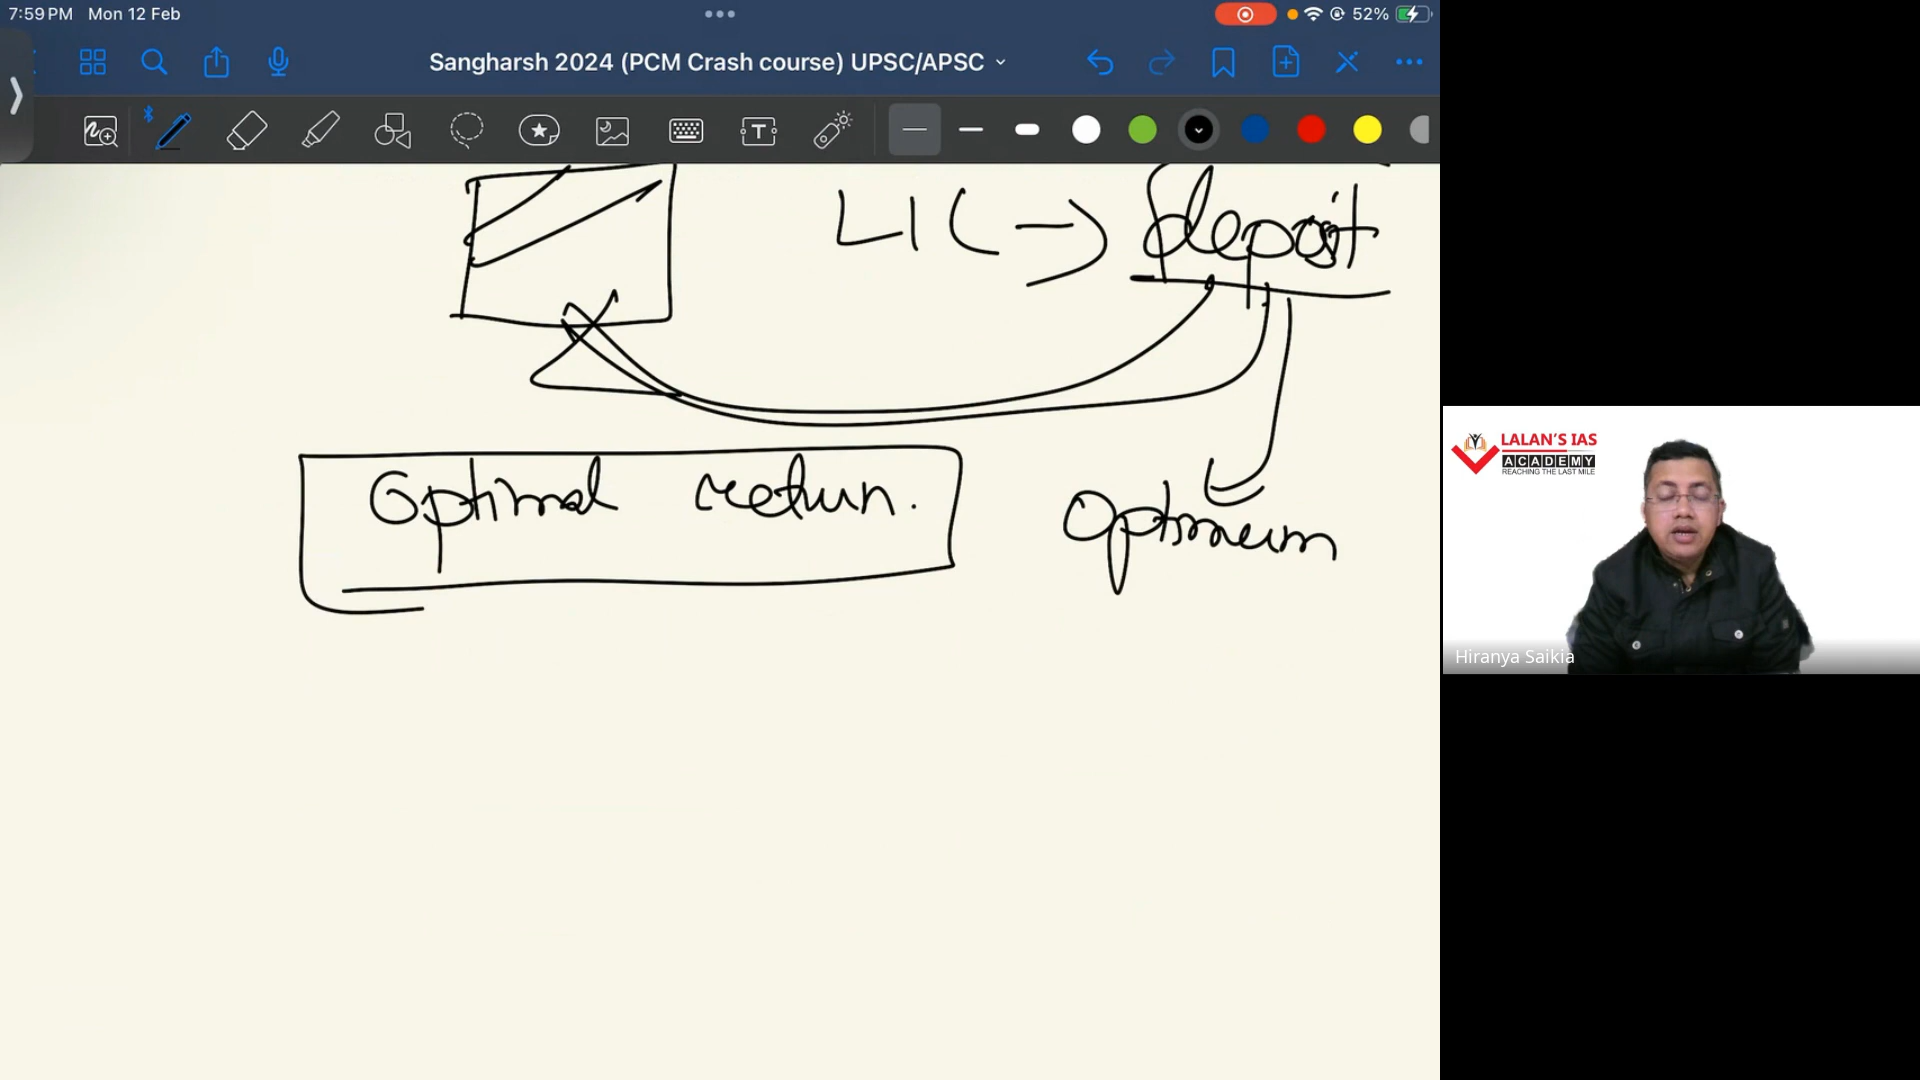 7:59 PM Mon 12 Feb
52%
Sangharsh 2024 (PCM Crash course) UPSC/APSC
T
LIC → deposit
Optimal return.
Optimum
LALAN'S IAS
ACADEMY
REACHING THE LAST MILE
Hiranya Saikia